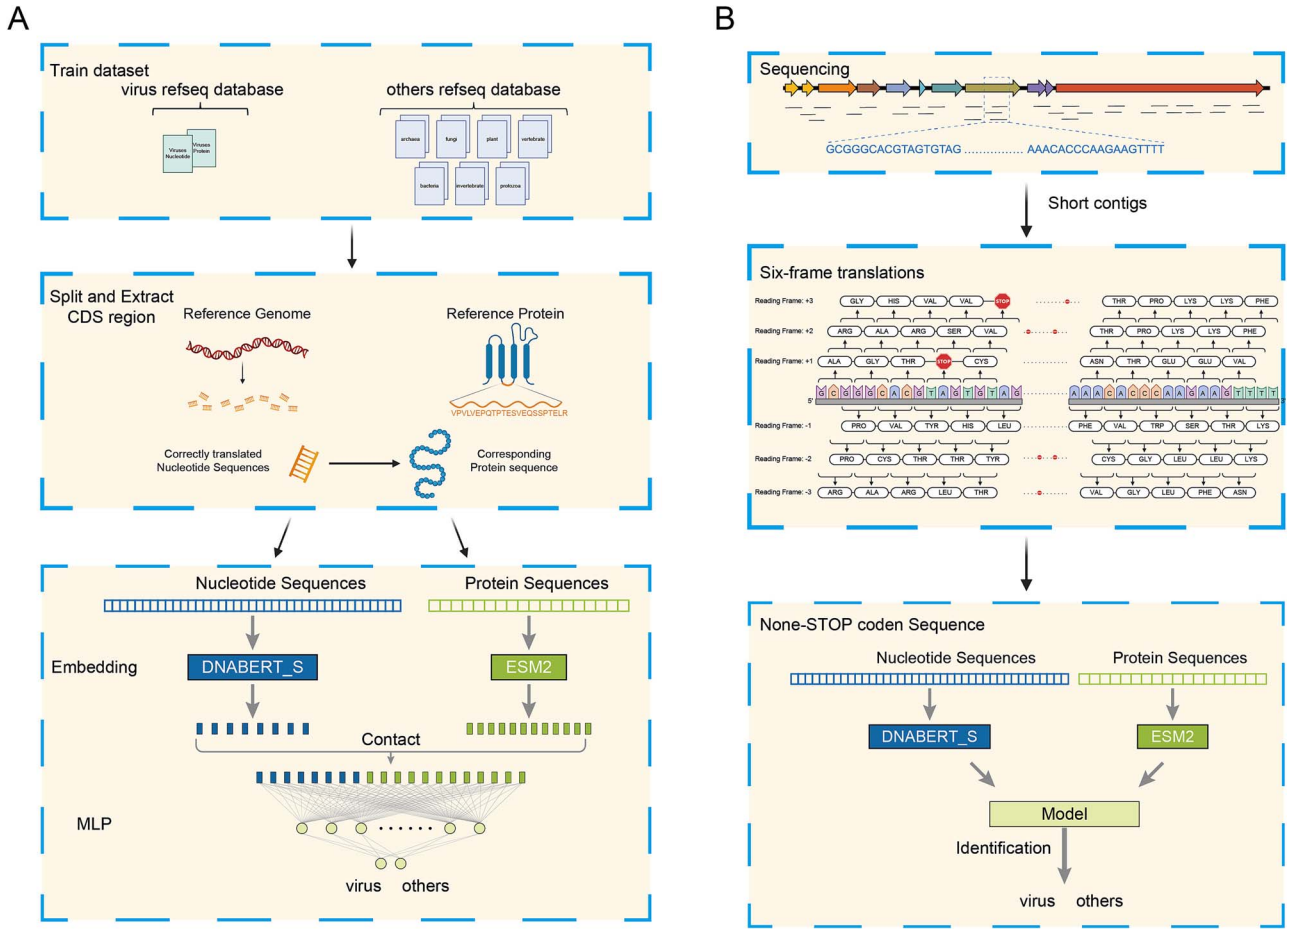 A
Train dataset
virus refseq database
others refseq database
Viruses
Nucleotide
Viruses
Protein
archaea
fungi
plant
vertebrate
bacteria
invertebrate
protozoa
Split and Extract
CDS region
Reference Genome
Reference Protein
VPVLVEPQTPTESVEQSSPTELR
Correctly translated
Nucleotide Sequences
Corresponding
Protein sequence
Nucleotide Sequences
Protein Sequences
Embedding
DNABERT_S
ESM2
Contact
MLP
virus others
B
Sequencing
GCGGGCACGTAGTGTAG ............... AAACACCCAAGAAGTTTT
Short contigs
Six-frame translations
Reading Frame: +3 GLY HIS VAL VAL STOP THR PRO LYS LYS PHE
Reading Frame: +2 ARG ALA ARG SER VAL THR PRO LYS LYS PHE
Reading Frame: +1 ALA GLY THR STOP CYS ASN THR GLU GLU VAL
5' G C G G G C A C G T A G T G T A G A A A C A C C C A A G A A G T T T T 3'
Reading Frame: -1 PRO VAL TYR HIS LEU PHE VAL TRP SER THR LYS
Reading Frame: -2 PRO CYS THR THR TYR CYS GLY LEU LEU LYS
Reading Frame: -3 ARG ALA ARG LEU THR VAL GLY LEU PHE ASN
None-STOP coden Sequence
Nucleotide Sequences
Protein Sequences
DNABERT_S
ESM2
Model
Identification
virus others